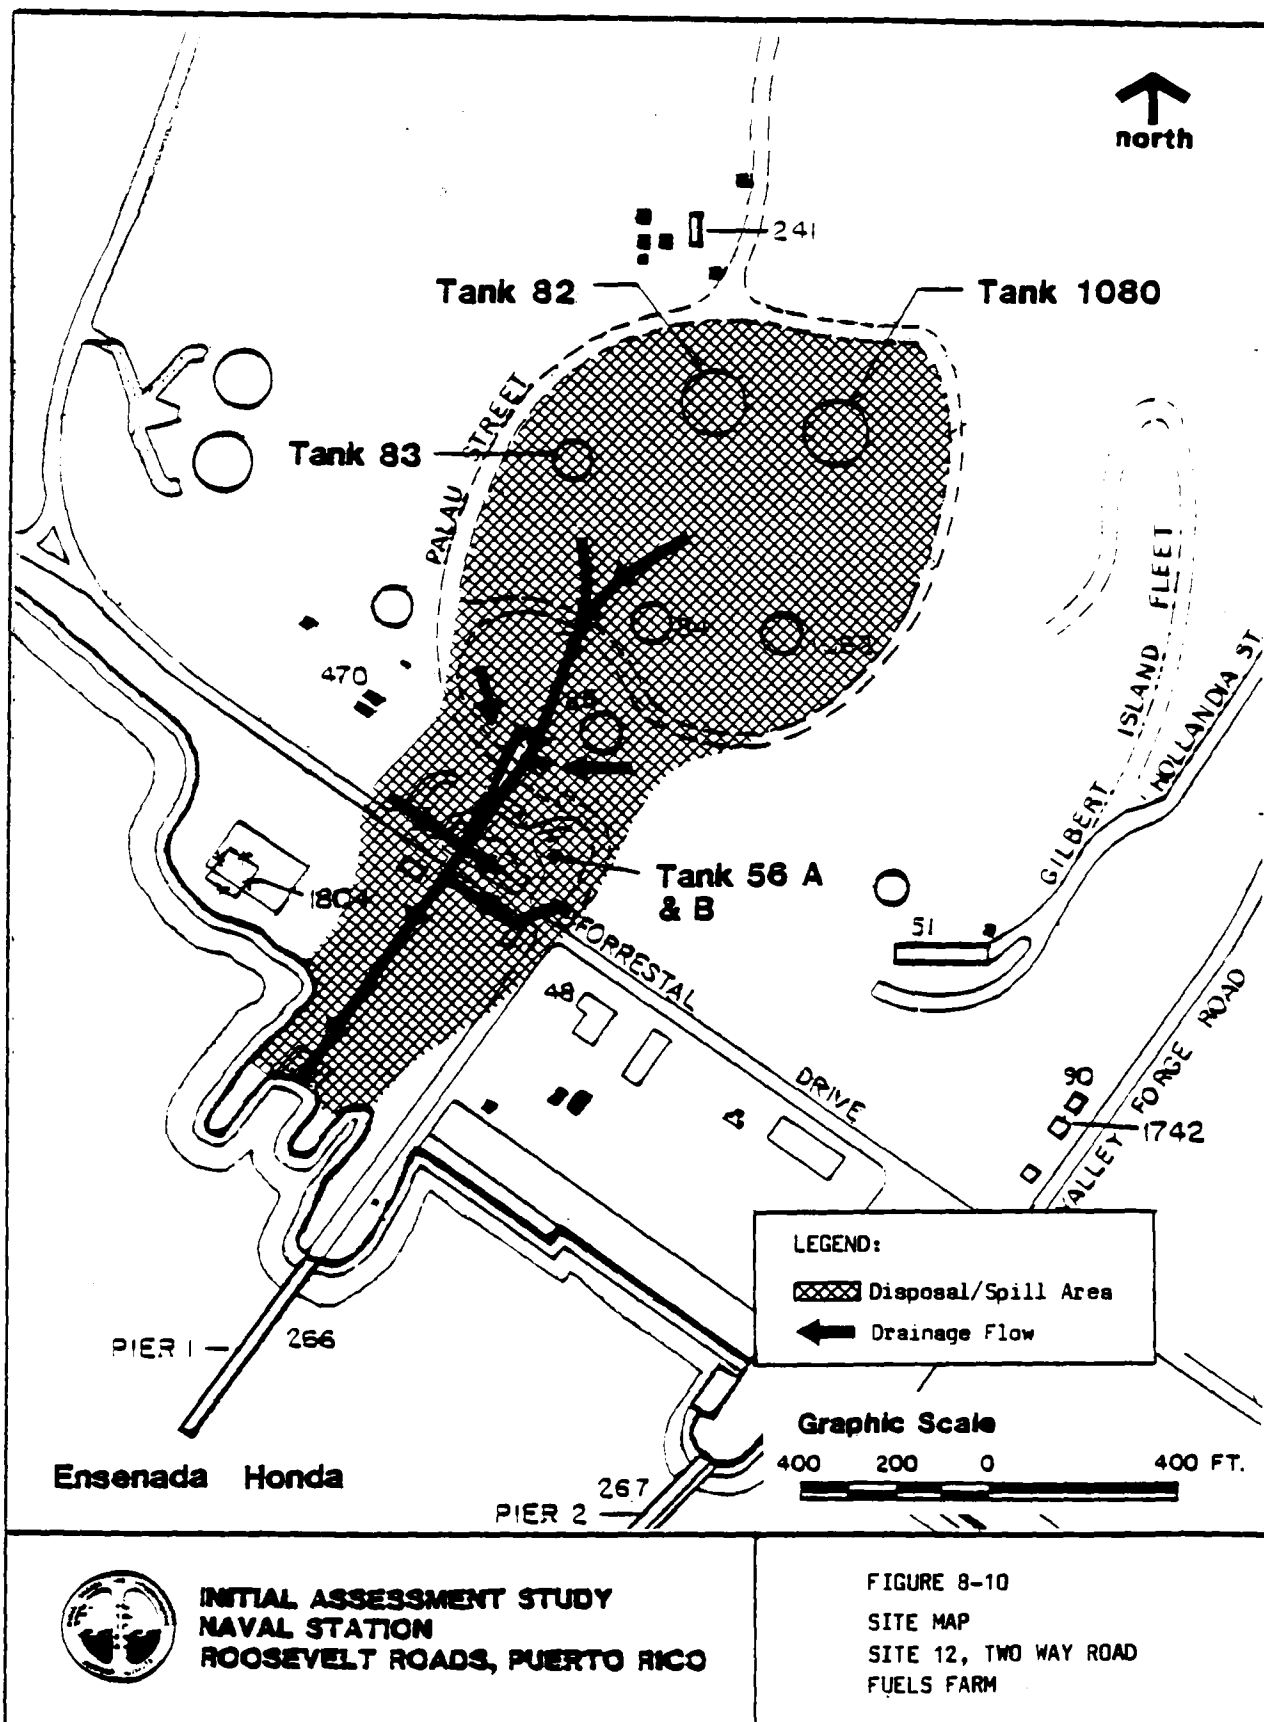 north
241
Tank 82
Tank 1080
PALAU STREET
Tank 83
84
470
85
GILBERT ISLAND FLEET
HOLLANDIA ST
Tank 56 A
& B
1804
51
FORRESTAL DRIVE
48
VALLEY FORGE ROAD
90
1742
LEGEND:
Disposal/Spill Area
Drainage Flow
PIER 1
266
Graphic Scale
400 200 0 400 FT.
Ensenada Honda
267
PIER 2
INITIAL ASSESSMENT STUDY
NAVAL STATION
ROOSEVELT ROADS, PUERTO RICO
FIGURE 8-10
SITE MAP
SITE 12, TWO WAY ROAD
FUELS FARM